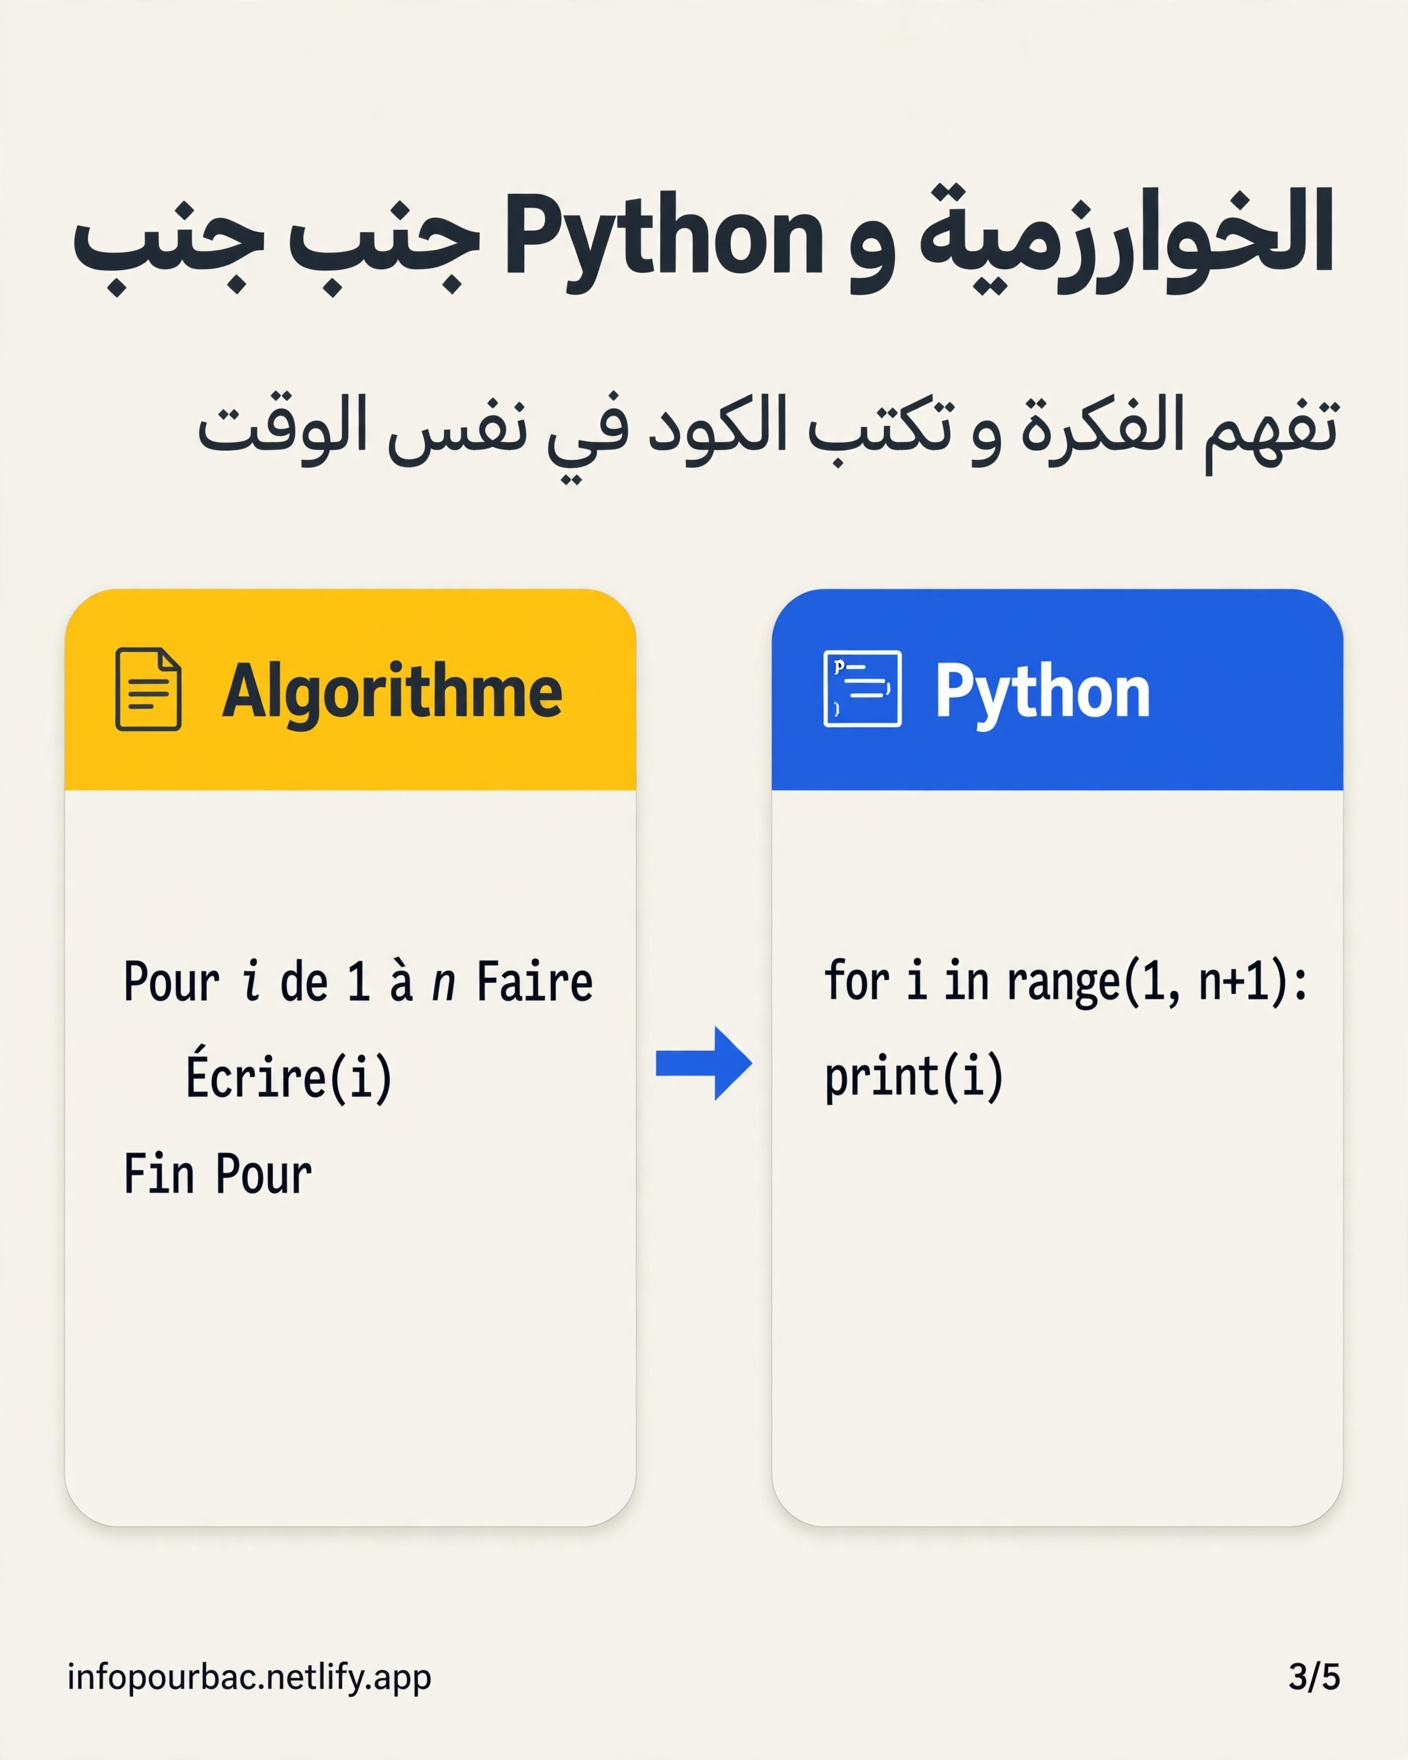 الخوارزمية و Python جنب جنب
تفهم الفكرة و تكتب الكود في نفس الوقت
Algorithme
Pour i de 1 à n Faire
Écrire(i)
Fin Pour
Python
for i in range(1, n+1):
print(i)
infopourbac.netlify.app
3/5